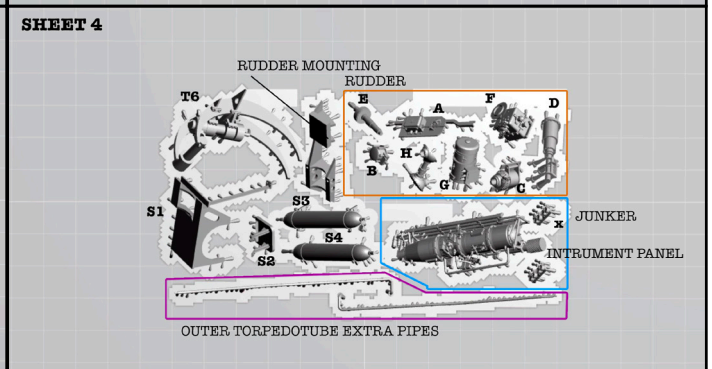 SHEET 4
RUDDER MOUNTING
RUDDER
T6
E
A
F
D
B
H
G
C
S1
S3
S4
S2
x
JUNKER
INTRUMENT PANEL
OUTER TORPEDOTUBE EXTRA PIPES